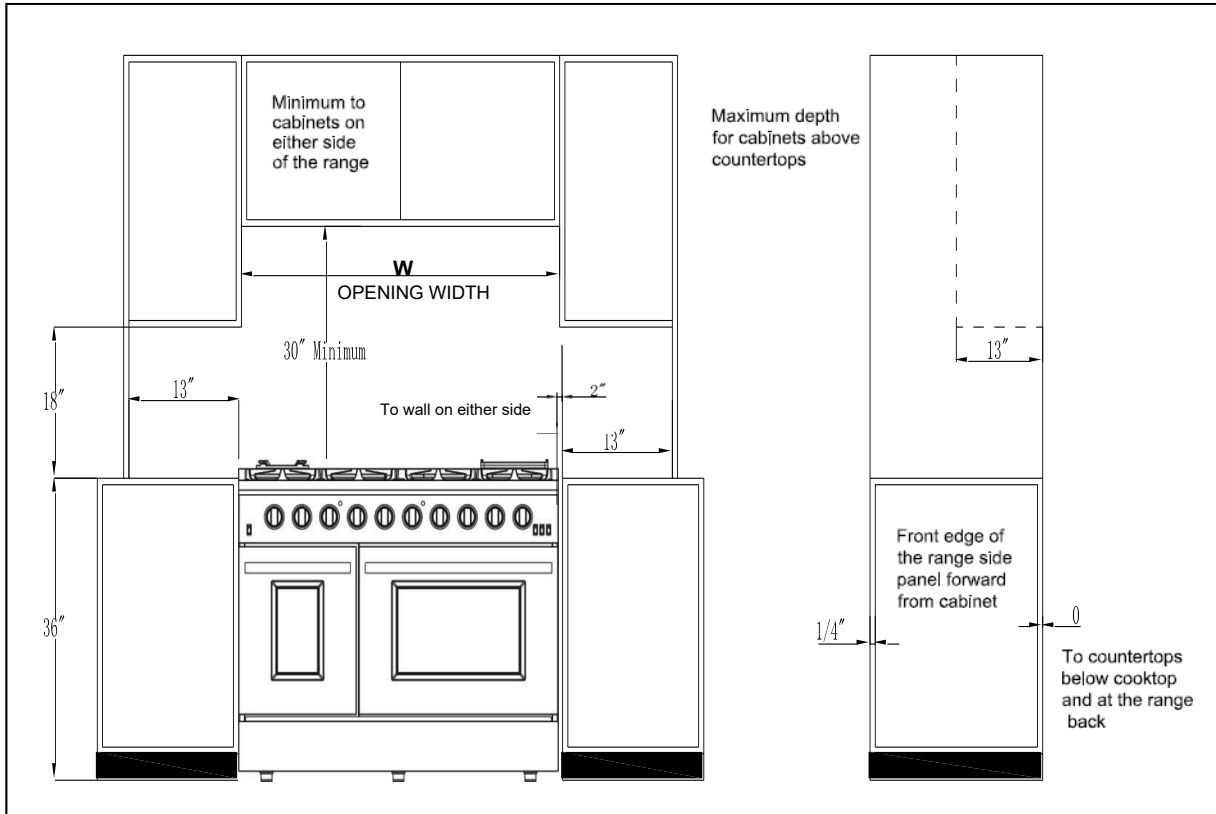 Minimum to
cabinets on
either side
of the range
Maximum depth
for cabinets above
countertops
W
OPENING WIDTH
30" Minimum
13"
18"
13"
To wall on either side
2"
13"
36"
Front edge of
the range side
panel forward
from cabinet
1/4"
0
To countertops
below cooktop
and at the range
back